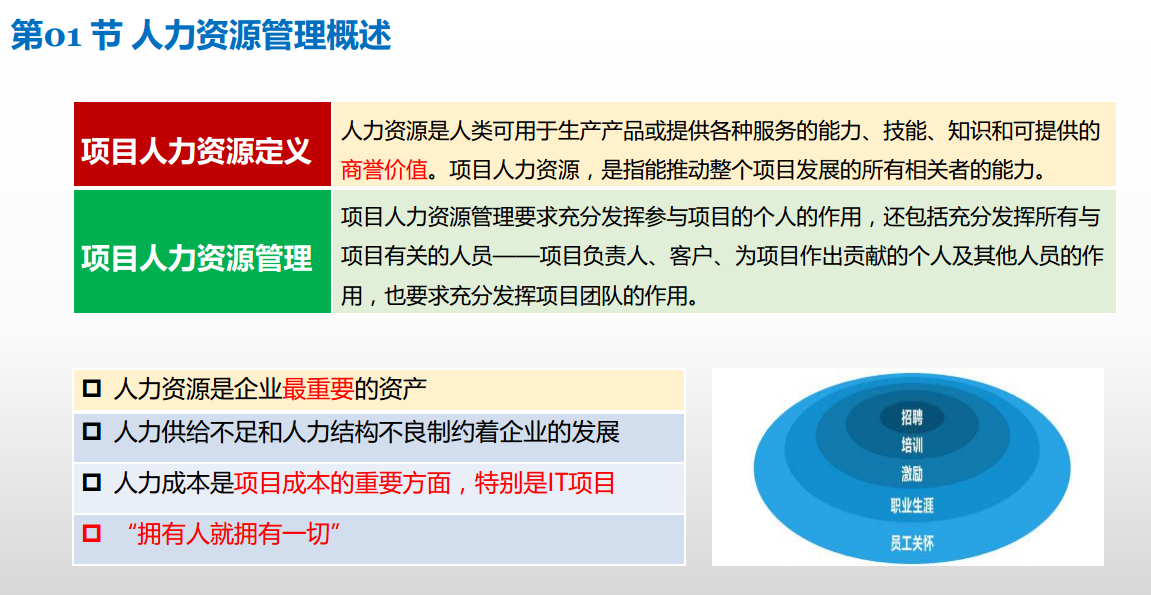 第01 节 人力资源管理概述
项目人力资源定义
人力资源是人类可用于生产产品或提供各种服务的能力、技能、知识和可提供的
商誉价值。项目人力资源，是指能推动整个项目发展的所有相关者的能力。
项目人力资源管理
项目人力资源管理要求充分发挥参与项目的个人的作用，还包括充分发挥所有与
项目有关的人员——项目负责人、客户、为项目作出贡献的个人及其他人员的作
用，也要求充分发挥项目团队的作用。
人力资源是企业最重要的资产
人力供给不足和人力结构不良制约着企业的发展
人力成本是项目成本的重要方面，特别是IT项目
“拥有人就拥有一切”
招聘
培训
激励
职业生涯
员工关怀